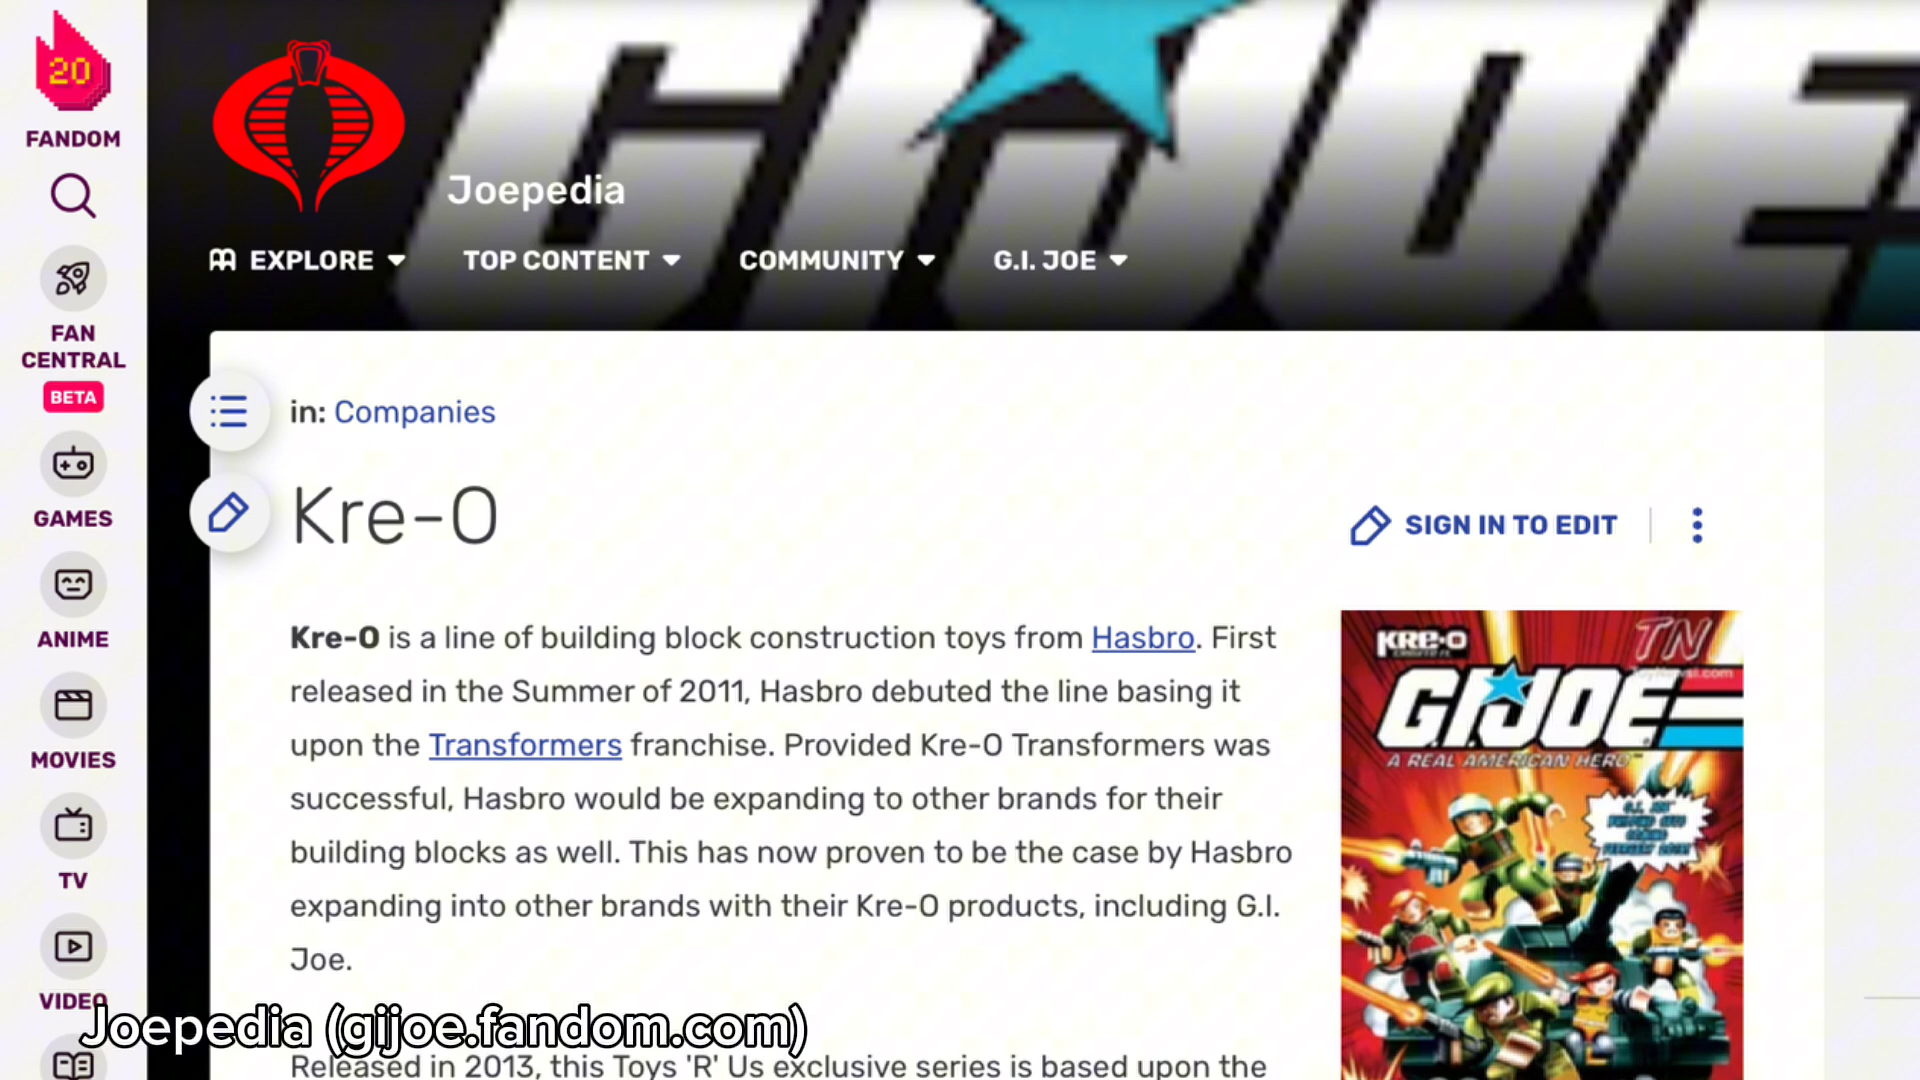 20
FANDOM
FAN
CENTRAL
BETA
GAMES
ANIME
MOVIES
TV
VIDEO
GIJOE
Joepedia
EXPLORE
TOP CONTENT
COMMUNITY
G.I. JOE
in: Companies
Kre-O
SIGN IN TO EDIT
Kre-O is a line of building block construction toys from Hasbro. First
released in the Summer of 2011, Hasbro debuted the line basing it
upon the Transformers franchise. Provided Kre-O Transformers was
successful, Hasbro would be expanding to other brands for their
building blocks as well. This has now proven to be the case by Hasbro
expanding into other brands with their Kre-O products, including G.I.
Joe.
Released in 2013, this Toys 'R' Us exclusive series is based upon the
KRE-O
TNI
G.I.JOE
A REAL AMERICAN HERO
Joepedia (gijoe.fandom.com)